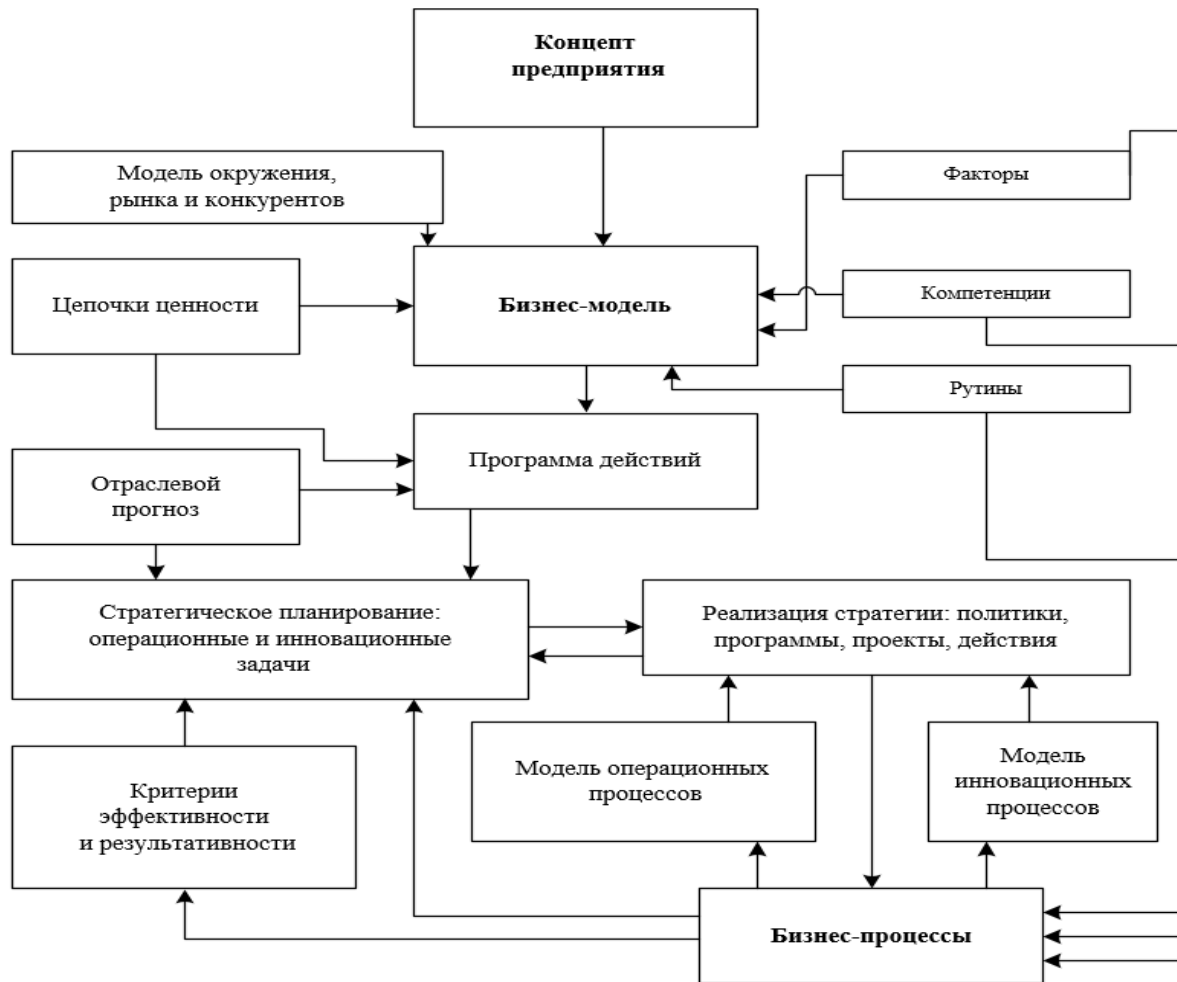 Концепт
предприятия
Модель окружения,
рынка и конкурентов
Факторы
Цепочки ценности
Бизнес-модель
Компетенции
Рутины
Программа действий
Отраслевой
прогноз
Стратегическое планирование:
операционные и инновационные
задачи
Реализация стратегии: политики,
программы, проекты, действия
Критерии
эффективности
и результативности
Модель операционных
процессов
Модель
инновационных
процессов
Бизнес-процессы